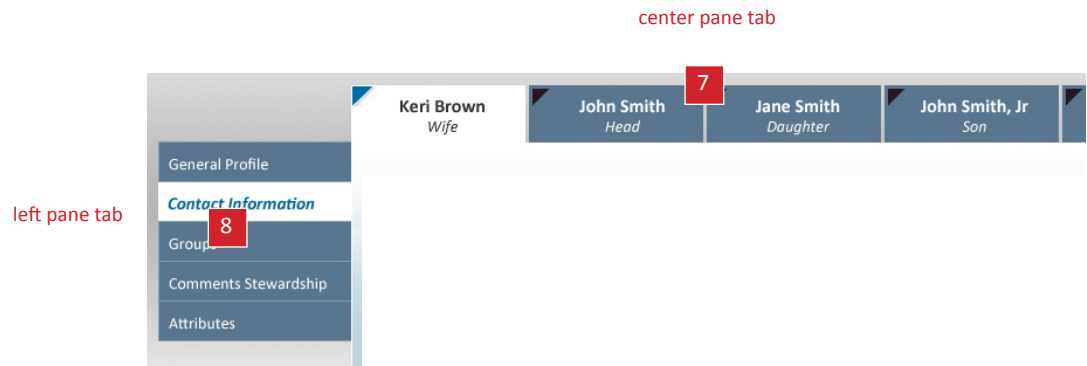 center pane tab
7
Keri Brown
Wife
John Smith
Head
Jane Smith
Daughter
John Smith, Jr
Son
General Profile
left pane tab
Contact Information
8
Groups
Comments Stewardship
Attributes